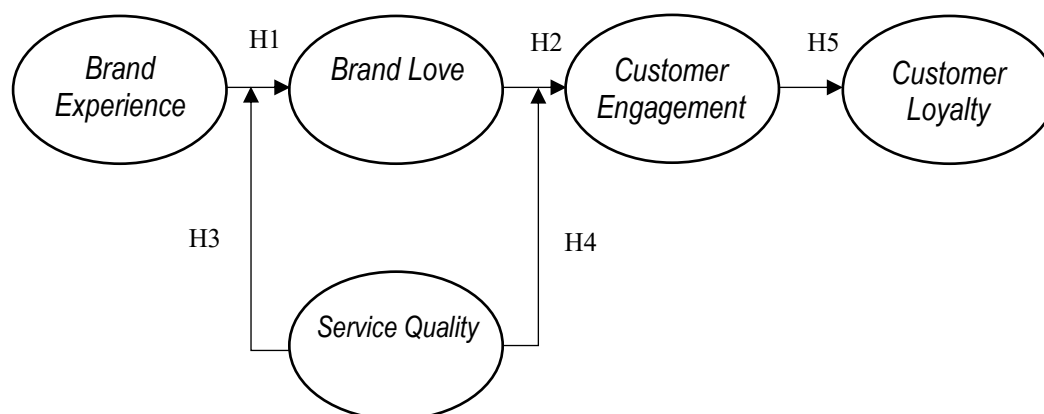 H1
H2
H5
Brand
Experience
Brand Love
Customer
Engagement
Customer
Loyalty
H3
H4
Service Quality